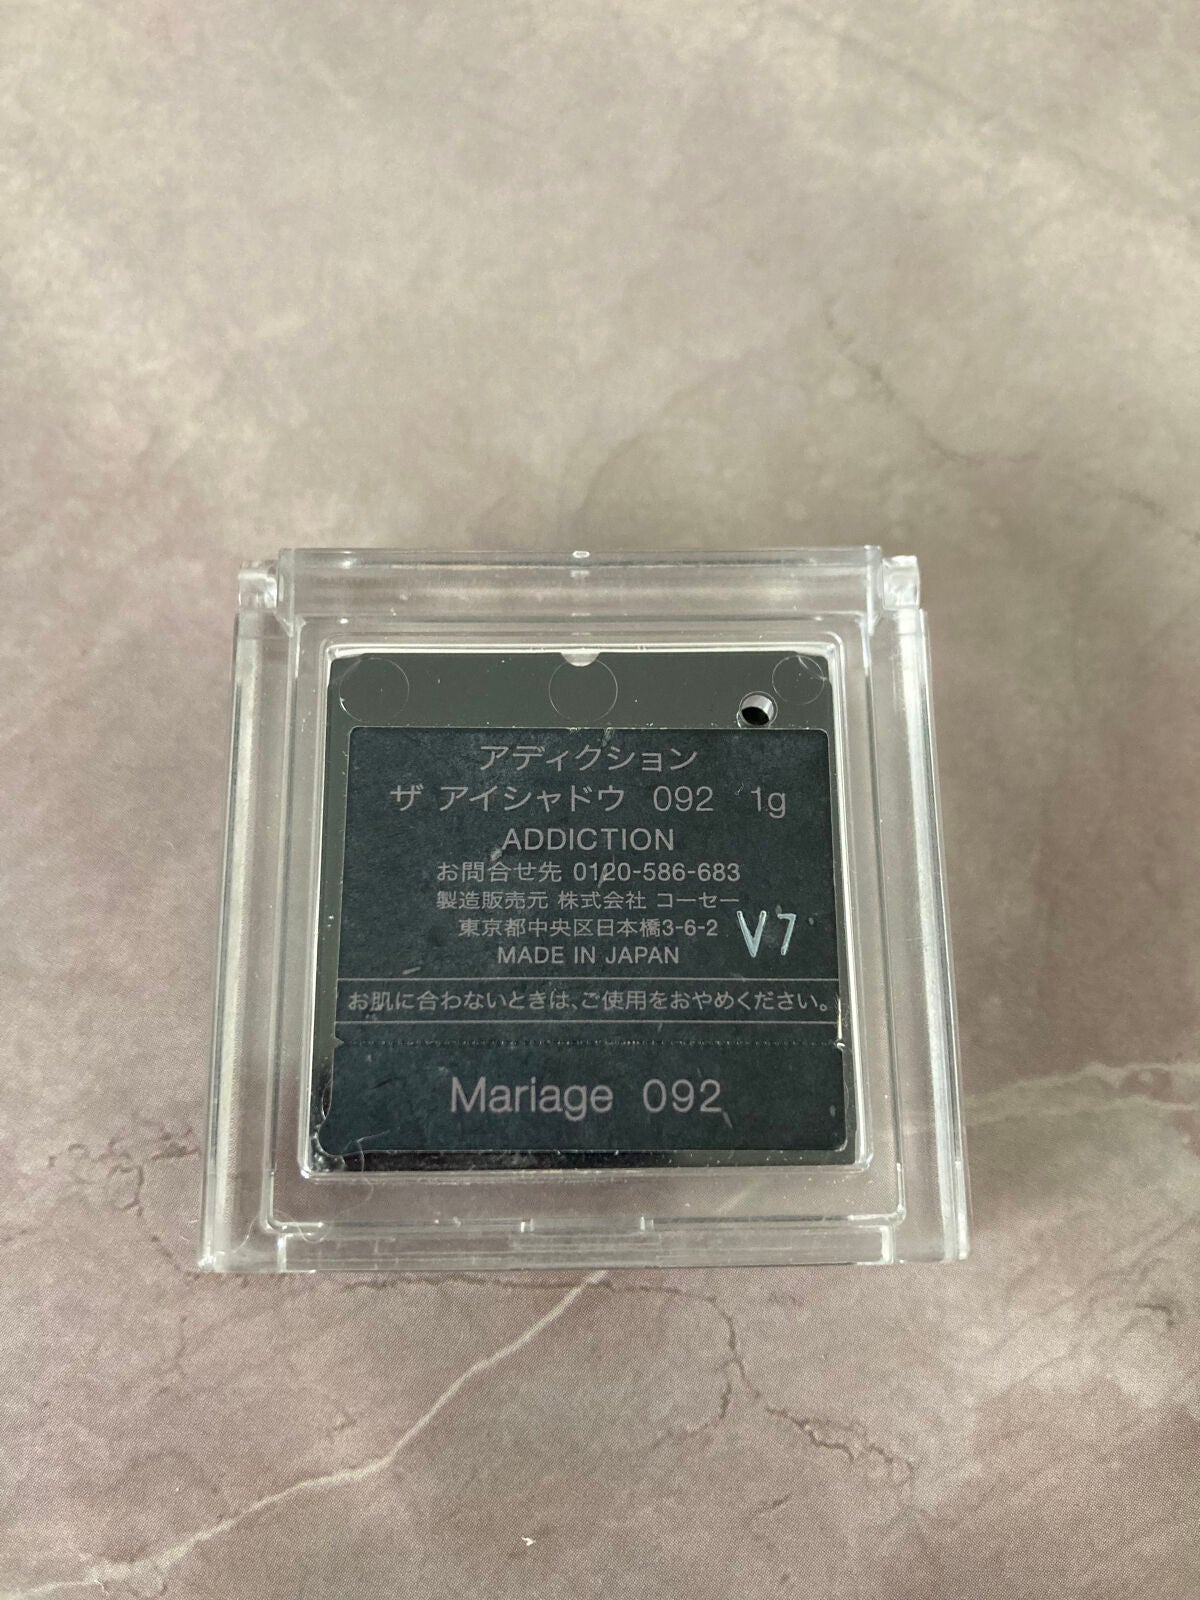 アディクション
ザ アイシャドウ 092 1g
ADDICTION
お問合せ先 0120-586-683
製造販売元 株式会社 コーセー
東京都中央区日本橋3-6-2
V7
MADE IN JAPAN
お肌に合わないときは、ご使用をおやめください。
Mariage 092